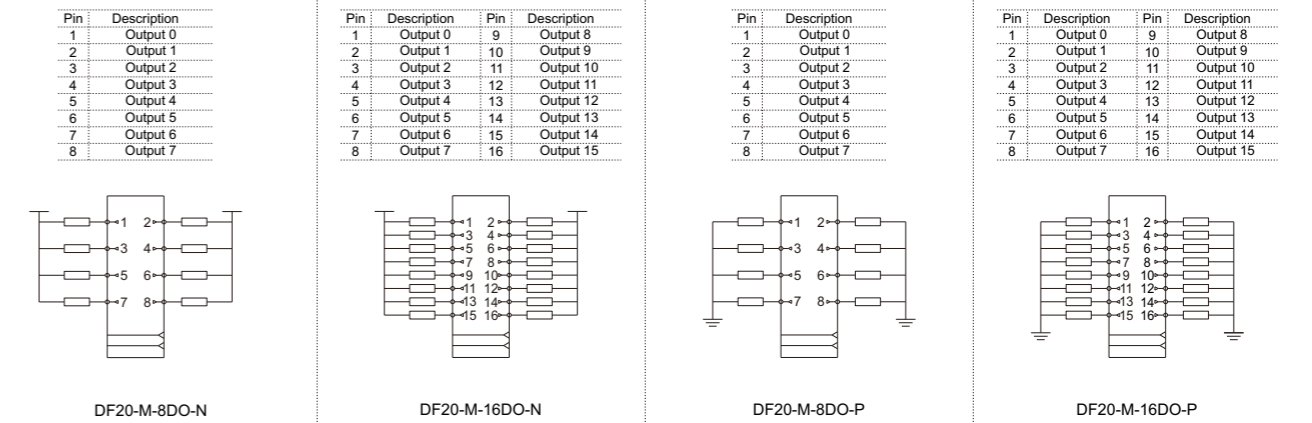 Pin Description
1 Output 0
2 Output 1
3 Output 2
4 Output 3
5 Output 4
6 Output 5
7 Output 6
8 Output 7
1 2
3 4
5 6
7 8
DF20-M-8DO-N
Pin Description Pin Description
1 Output 0 9 Output 8
2 Output 1 10 Output 9
3 Output 2 11 Output 10
4 Output 3 12 Output 11
5 Output 4 13 Output 12
6 Output 5 14 Output 13
7 Output 6 15 Output 14
8 Output 7 16 Output 15
1 2
3 4
5 6
7 8
9 10
11 12
13 14
15 16
DF20-M-16DO-N
Pin Description
1 Output 0
2 Output 1
3 Output 2
4 Output 3
5 Output 4
6 Output 5
7 Output 6
8 Output 7
1 2
3 4
5 6
7 8
DF20-M-8DO-P
Pin Description Pin Description
1 Output 0 9 Output 8
2 Output 1 10 Output 9
3 Output 2 11 Output 10
4 Output 3 12 Output 11
5 Output 4 13 Output 12
6 Output 5 14 Output 13
7 Output 6 15 Output 14
8 Output 7 16 Output 15
1 2
3 4
5 6
7 8
9 10
11 12
13 14
15 16
DF20-M-16DO-P